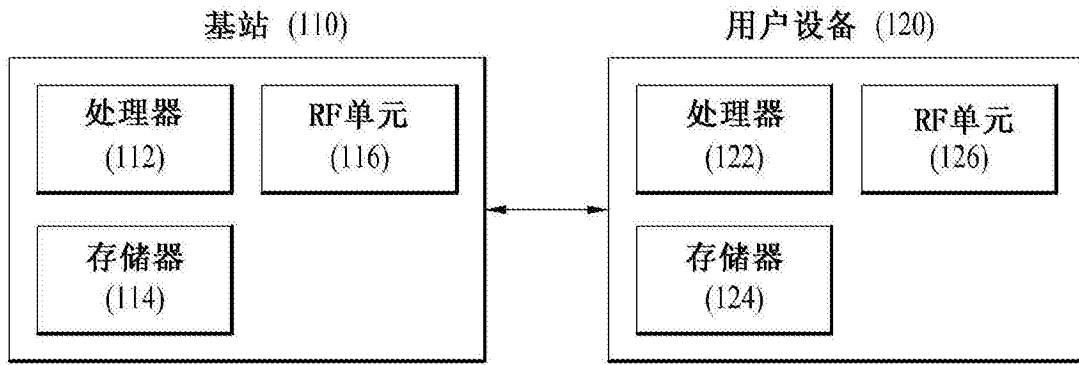 基站 (110)
处理器
(112)
RF单元
(116)
存储器
(114)
用户设备 (120)
处理器
(122)
RF单元
(126)
存储器
(124)